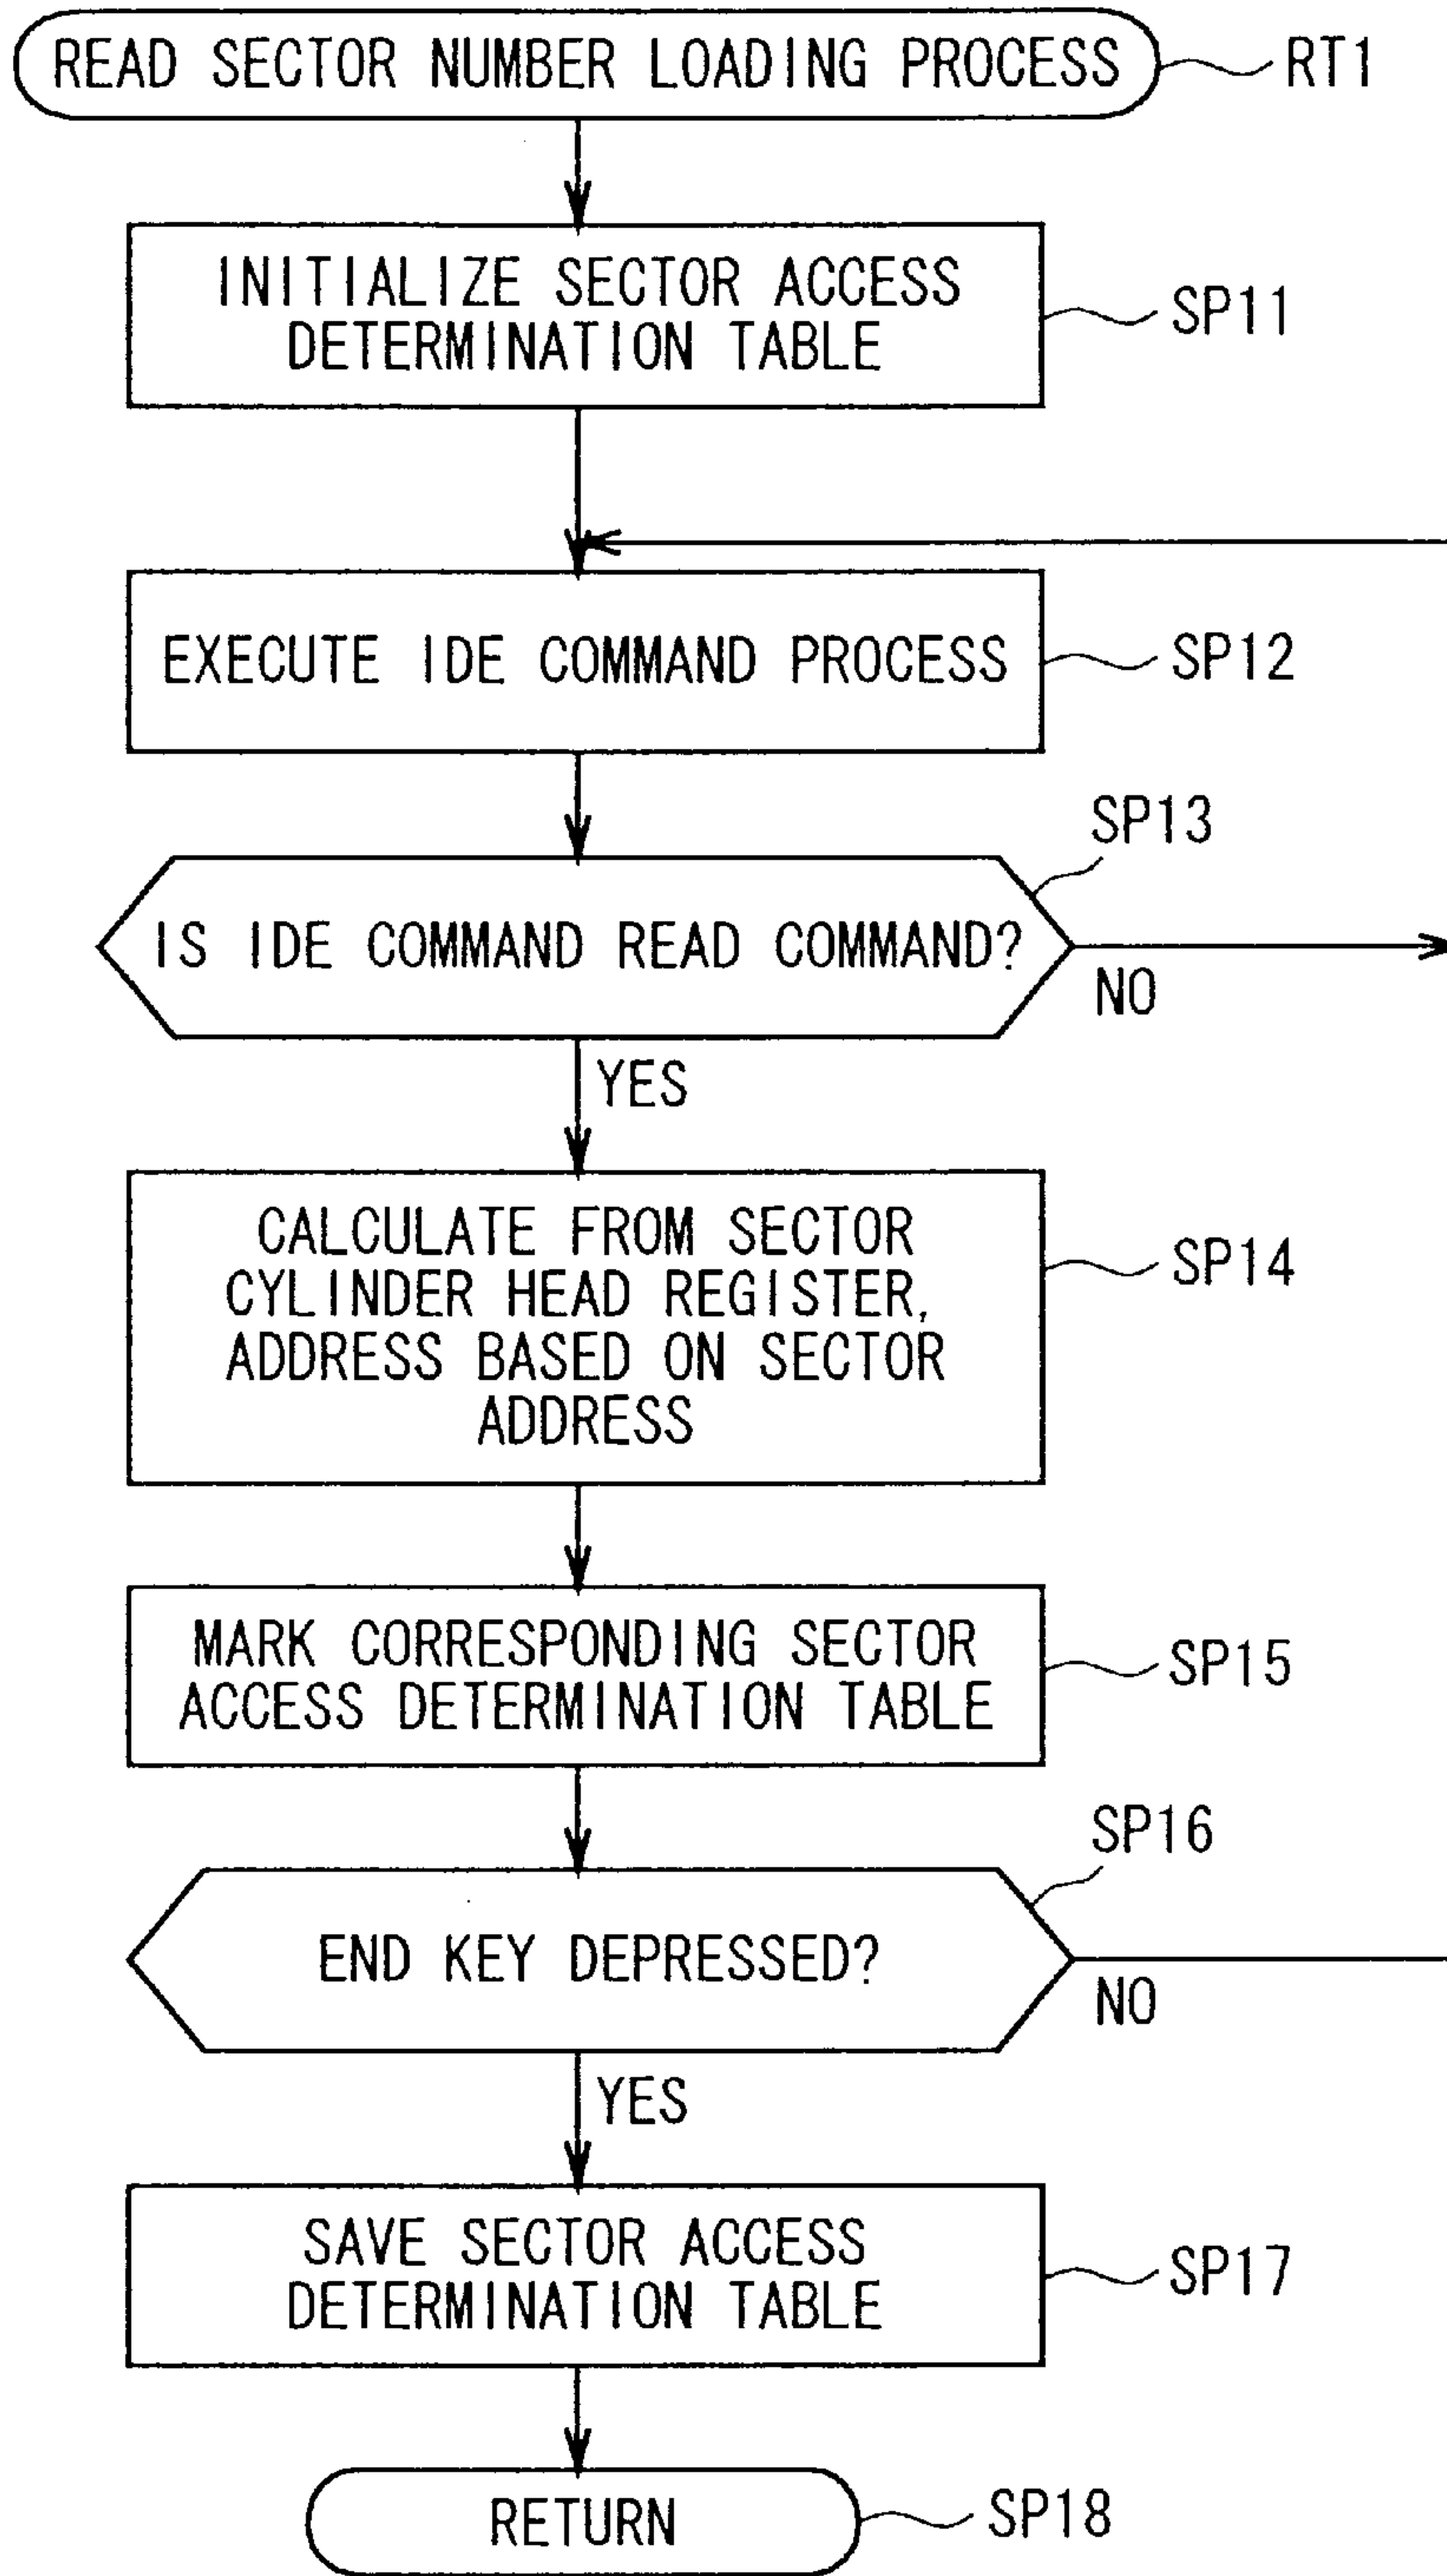 READ SECTOR NUMBER LOADING PROCESS
RT1
INITIALIZE SECTOR ACCESS
DETERMINATION TABLE
SP11
EXECUTE IDE COMMAND PROCESS
SP12
SP13
IS IDE COMMAND READ COMMAND?
NO
YES
CALCULATE FROM SECTOR
CYLINDER HEAD REGISTER,
ADDRESS BASED ON SECTOR
ADDRESS
SP14
MARK CORRESPONDING SECTOR
ACCESS DETERMINATION TABLE
SP15
SP16
END KEY DEPRESSED?
NO
YES
SAVE SECTOR ACCESS
DETERMINATION TABLE
SP17
RETURN
SP18